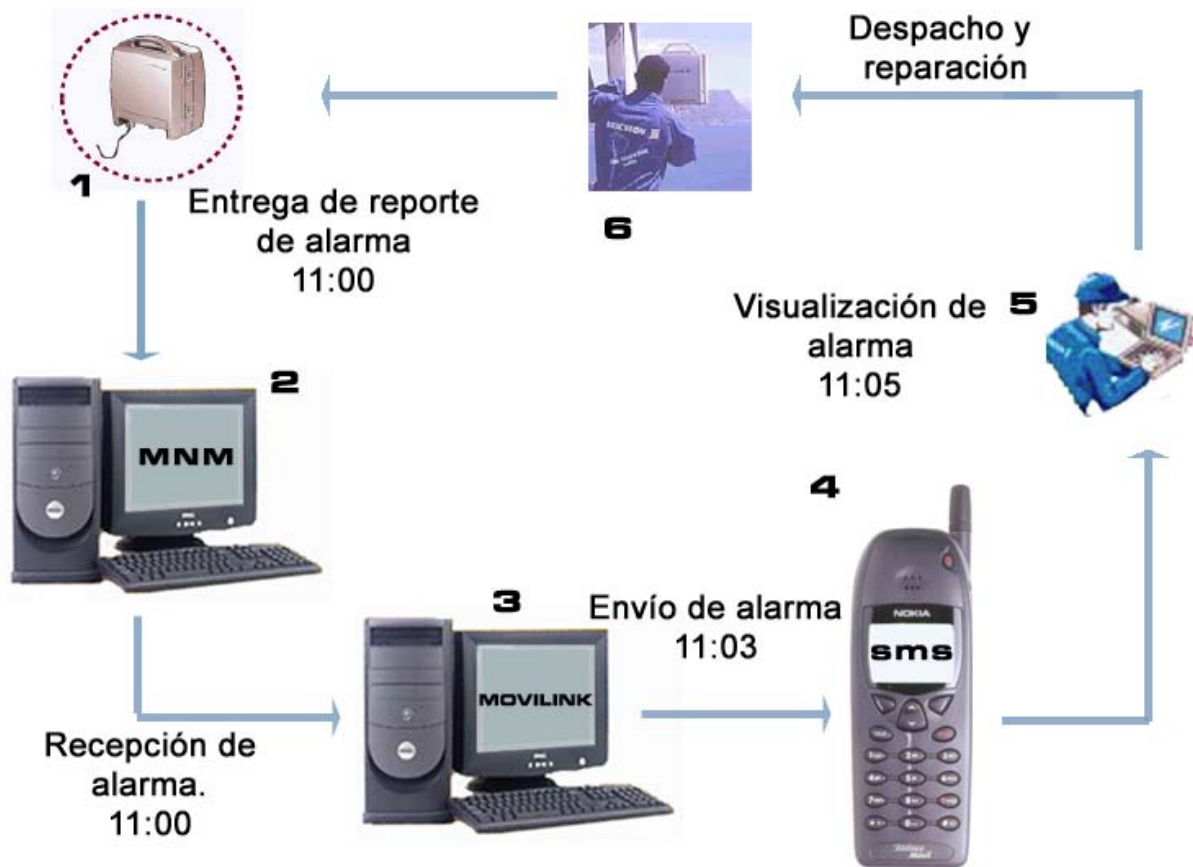 Despacho y
reparación
1
Entrega de reporte
de alarma
11:00
6
ERICSSON
Visualización de
alarma
11:05
5
2
MNM
3
MOVILINK
Envío de alarma
11:03
4
NOKIA
sms
Recepción de
alarma.
11:00